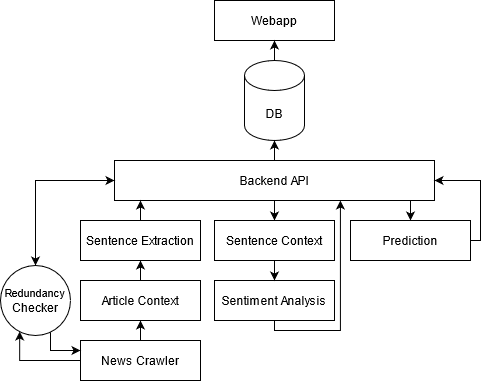 Webapp
DB
Backend API
Sentence Extraction
Sentence Context
Prediction
Redundancy
Checker
Article Context
Sentiment Analysis
News Crawler